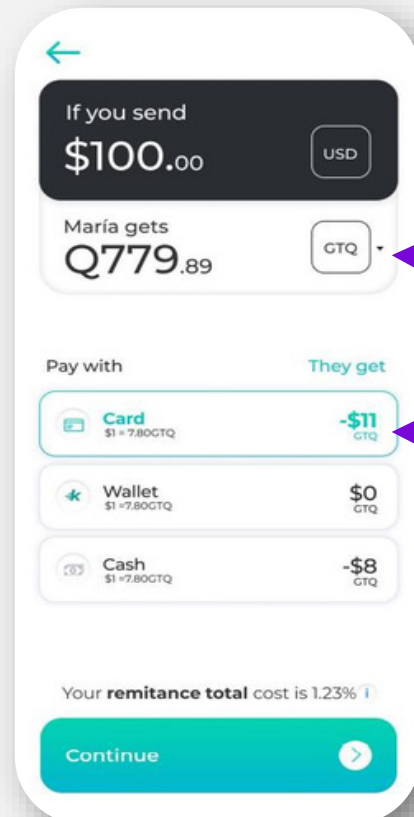 If you send
$100.00
USD
María gets
Q779.89
GTQ
Pay with
They get
Card
$1 = 7.80GTQ
-$11
GTQ
Wallet
$1 =7.80GTQ
$0
GTQ
Cash
$1 =7.80GTQ
-$8
GTQ
Your remitance total cost is 1.23% i
Continue